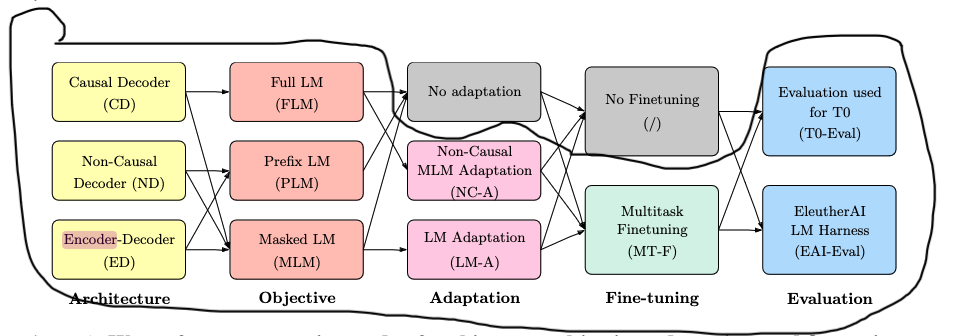 Causal Decoder
(CD)
Non-Causal
Decoder (ND)
Encoder-Decoder
(ED)
Architecture
Full LM
(FLM)
Prefix LM
(PLM)
Masked LM
(MLM)
Objective
No adaptation
Non-Causal
MLM Adaptation
(NC-A)
LM Adaptation
(LM-A)
Adaptation
No Finetuning
(/)
Multitask
Finetuning
(MT-F)
Fine-tuning
Evaluation used
for T0
(T0-Eval)
EleutherAI
LM Harness
(EAI-Eval)
Evaluation